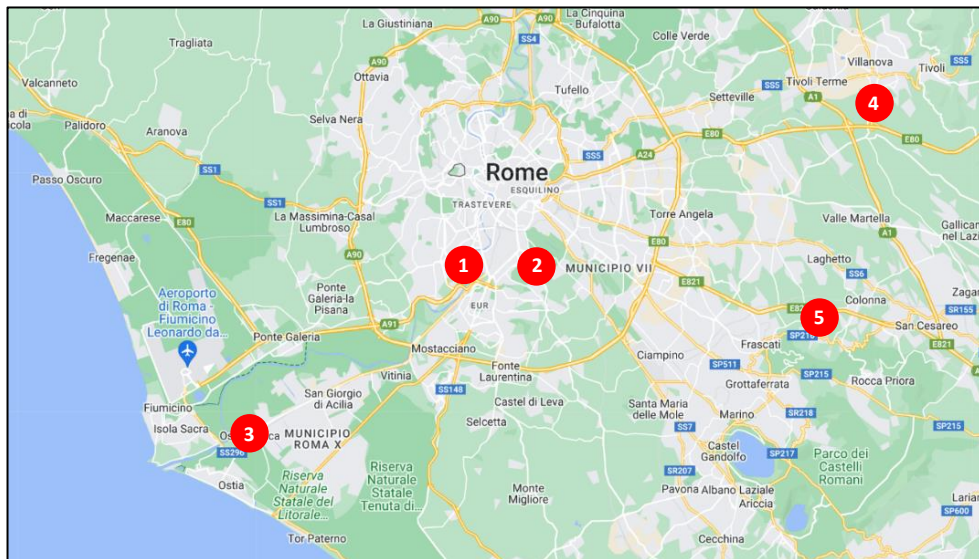 La Giustiniana
A90
La Cinquina
Bufalotta
SS4
A90
Colle Verde
Tragliata
Ottavia
Villanova
Tivoli
SS5
Tivoli Terme
SS5
Valcanneto
Tufello
Setteville
A1
4
Palidoro
Aranova
Selva Nera
E80
E80
A24
SS5
SS1
Rome
ESQUILINO
Passo Oscuro
SS1
TRASTEVERE
Maccarese
E80
La Massimina-Casal
Lumbroso
Torre Angela
Valle Martella
Gallicano
nel Lazi
Fregenae
A90
E80
A1
1
2
MUNICIPIO VII
Laghetto
SS6
Aeroporto
di Roma
Fiumicino
Leonardo da...
Ponte
Galeria-la
Pisana
E821
Colonna
Zagar
SR155
EUR
5
San Cesareo
Ponte Galeria
A91
SP216
E821
Mostacciano
Ciampino
Frascati
SP511
SP215
Rocca Priora
Vitinia
Fonte
Laurentina
Grottaferrata
SS148
Fiumicino
San Giorgio
di Acilia
Castel di Leva
Santa Maria
delle Mole
Marino
SR218
SP215
Isola Sacra
3
MUNICIPIO
ROMA X
Selcetta
SS7
Castel
Gandolfo
SP217
SS296
Parco dei
Castelli
Romani
Ostia
Riserva
Naturale
Statale del
Litorale...
Riserva
Naturale
Statale
Tenuta di...
SR207
Monte
Migliore
Pavona
Albano Laziale
Ariccia
Larian
SP600
Tor Paterno
Cecchina